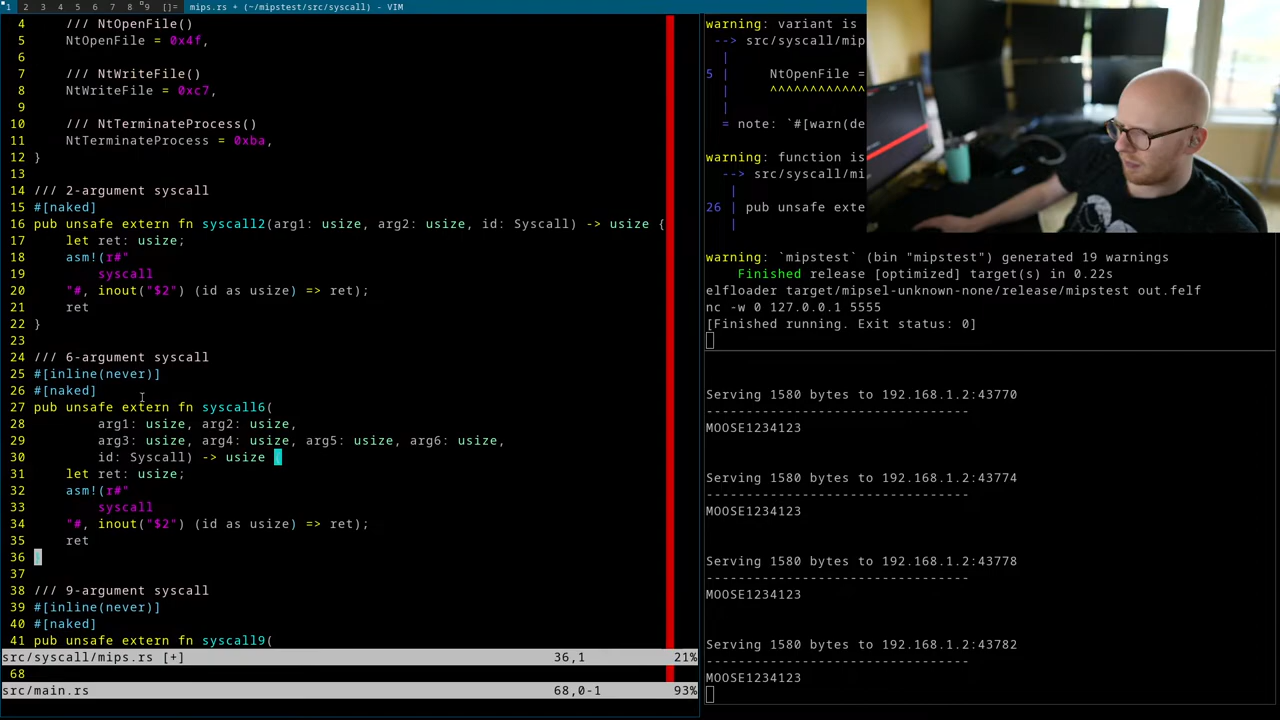 1 2 3 4 5 6 7 8 9 []= mips.rs + (~/mipstest/src/syscall) - VIM
4 /// NtOpenFile()
5 NtOpenFile = 0x4f,
6
7 /// NtWriteFile()
8 NtWriteFile = 0xc7,
9
10 /// NtTerminateProcess()
11 NtTerminateProcess = 0xba,
12 }
13
14 /// 2-argument syscall
15 #[naked]
16 pub unsafe extern fn syscall2(arg1: usize, arg2: usize, id: Syscall) -> usize {
17 let ret: usize;
18 asm!(r#"
19 syscall
20 "#, inout("$2") (id as usize) => ret);
21 ret
22 }
23
24 /// 6-argument syscall
25 #[inline(never)]
26 #[naked]
27 pub unsafe extern fn syscall6(
28 arg1: usize, arg2: usize,
29 arg3: usize, arg4: usize, arg5: usize, arg6: usize,
30 id: Syscall) -> usize {
31 let ret: usize;
32 asm!(r#"
33 syscall
34 "#, inout("$2") (id as usize) => ret);
35 ret
36 }
37
38 /// 9-argument syscall
39 #[inline(never)]
40 #[naked]
41 pub unsafe extern fn syscall9(
src/syscall/mips.rs [+] 36,1 21%
68
src/main.rs 68,0-1 93%
warning: variant is
--> src/syscall/mip
|
5 | NtOpenFile =
| ^^^^^^^^^^^^
|
= note: `#[warn(de
warning: function is
--> src/syscall/mi
|
26 | pub unsafe exte
|
warning: `mipstest` (bin "mipstest") generated 19 warnings
Finished release [optimized] target(s) in 0.22s
elfloader target/mipsel-unknown-none/release/mipstest out.felf
nc -w 0 127.0.0.1 5555
[Finished running. Exit status: 0]
Serving 1580 bytes to 192.168.1.2:43770
--------------------------------
MOOSE1234123
Serving 1580 bytes to 192.168.1.2:43774
--------------------------------
MOOSE1234123
Serving 1580 bytes to 192.168.1.2:43778
--------------------------------
MOOSE1234123
Serving 1580 bytes to 192.168.1.2:43782
--------------------------------
MOOSE1234123